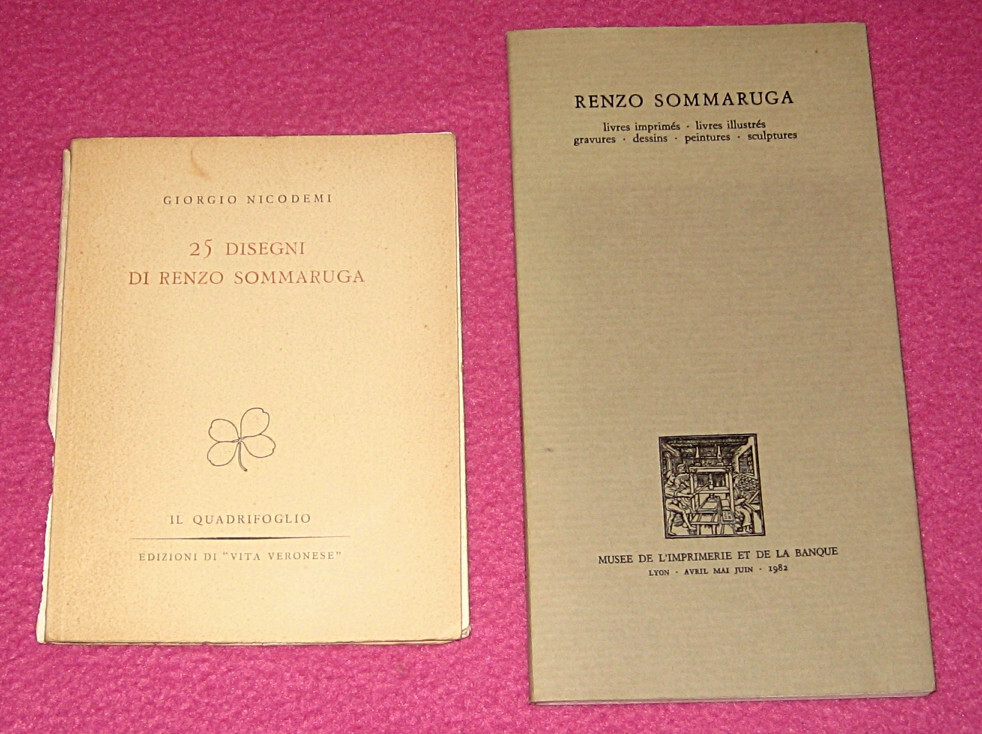 GIORGIO NICODEMI
25 DISEGNI
DI RENZO SOMMARUGA
IL QUADRIFOGLIO
EDIZIONI DI "VITA VERONESE"
RENZO SOMMARUGA
livres imprimés · livres illustrés
gravures · dessins · peintures · sculptures
MUSEE DE L'IMPRIMERIE ET DE LA BANQUE
LYON · AVRIL MAI JUIN · 1982